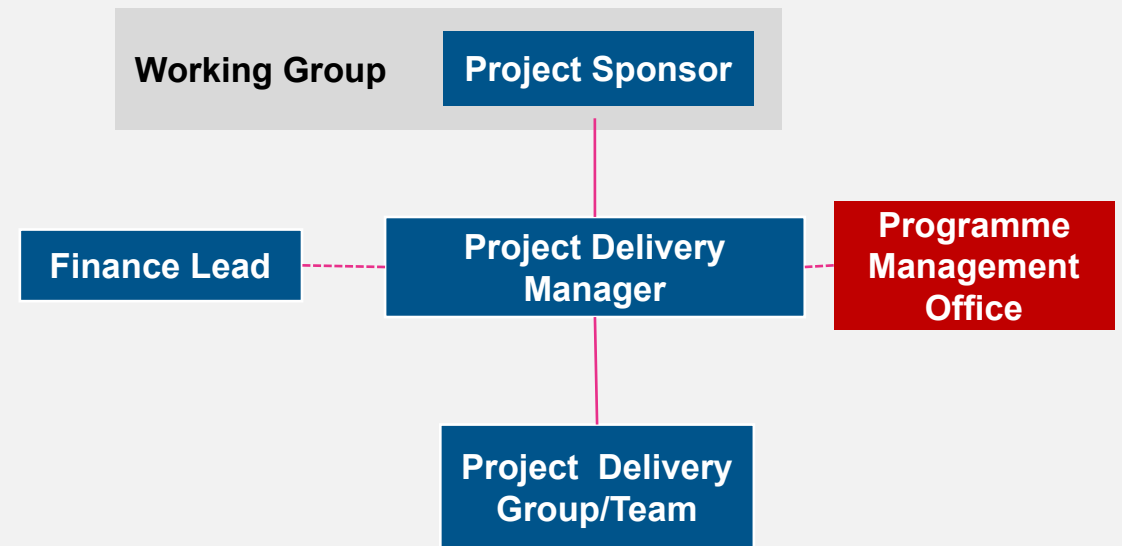 Working Group
Project Sponsor
Finance Lead
Project Delivery
Manager
Programme
Management
Office
Project Delivery
Group/Team